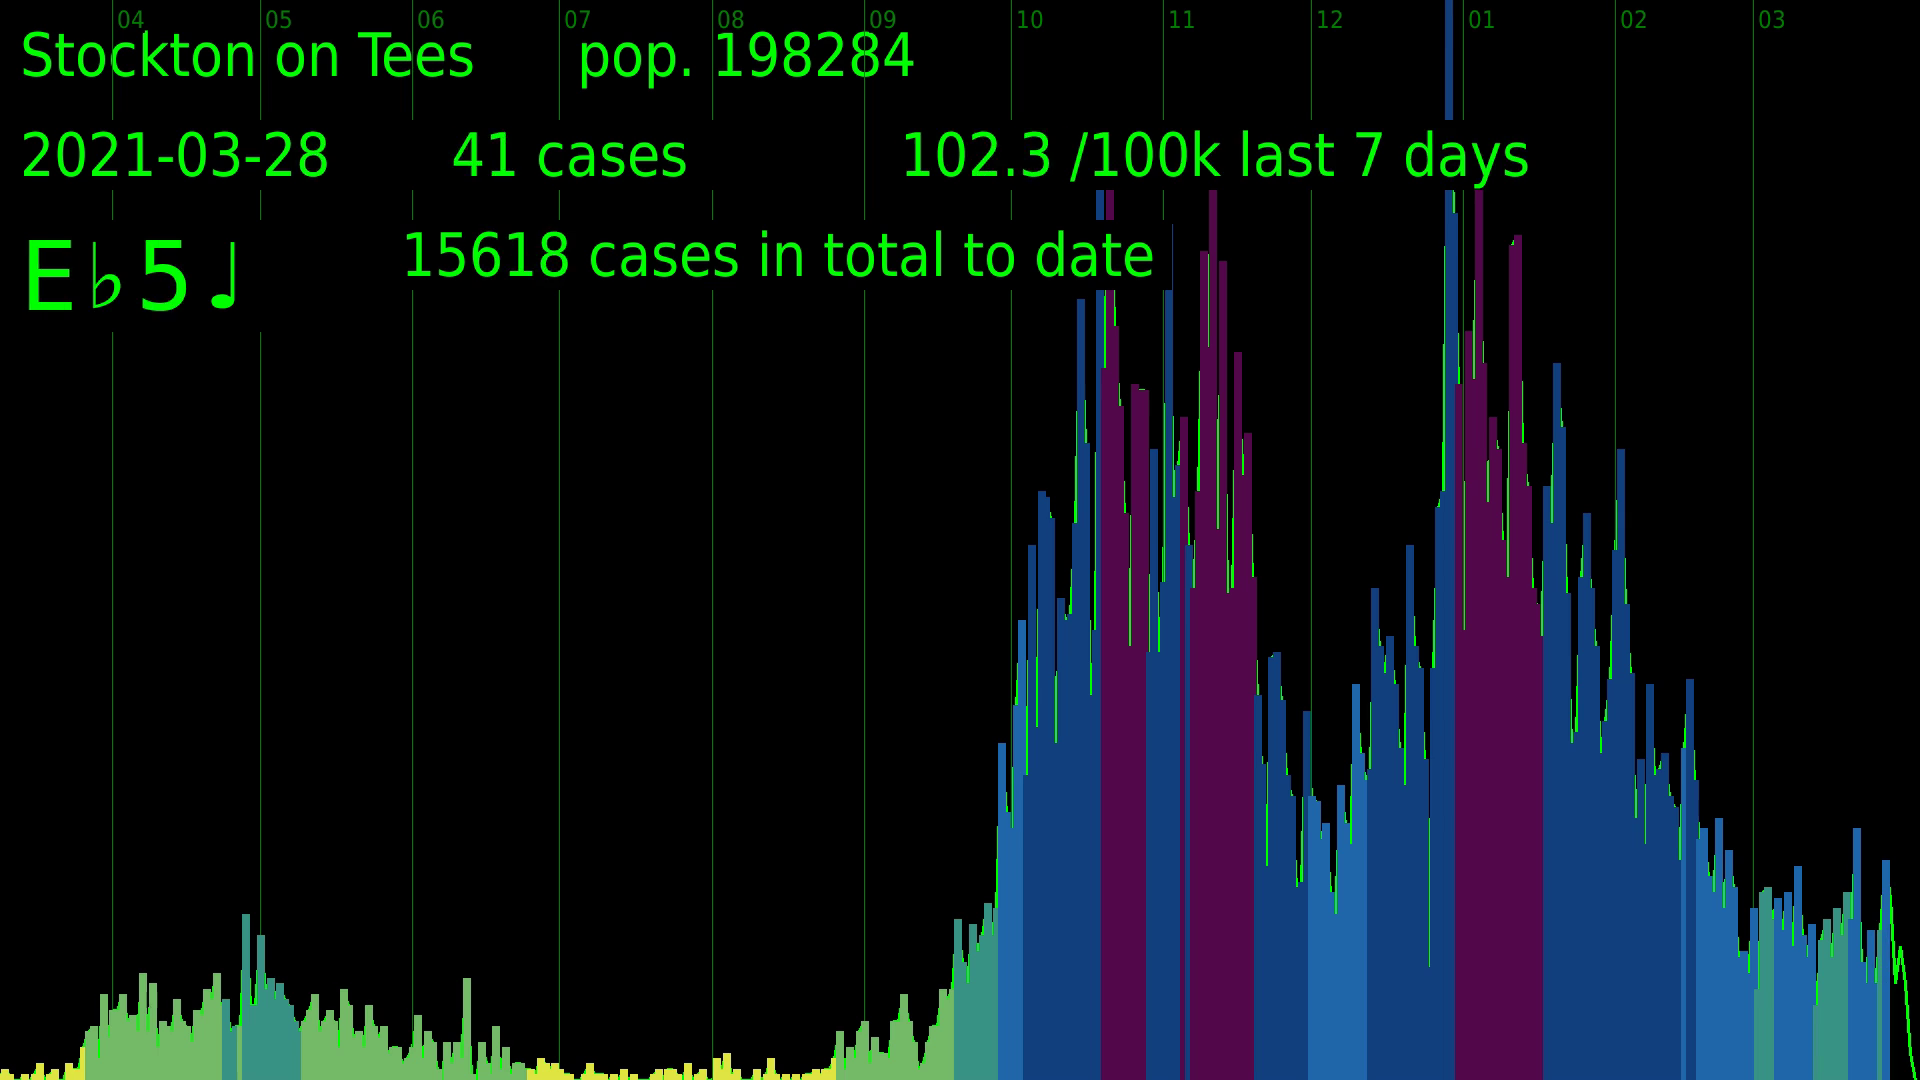 04 05 06 07 08 09 10 11 12 01 02 03
Stockton on Tees pop. 198284
2021-03-28 41 cases 102.3 /100k last 7 days
15618 cases in total to date
E♭5♩